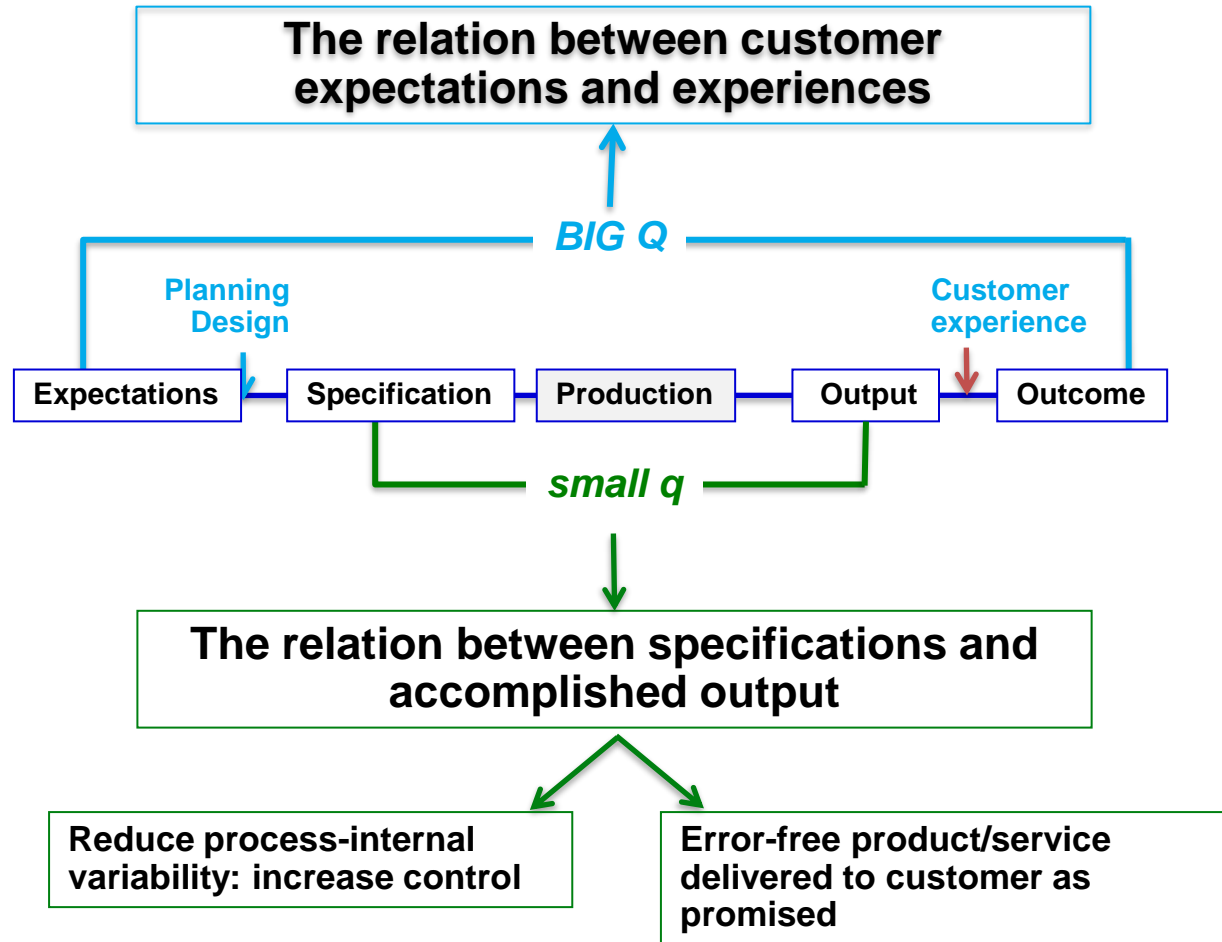 The relation between customer
expectations and experiences
BIG Q
Planning
Design
Customer
experience
Expectations
Specification
Production
Output
Outcome
small q
The relation between specifications and
accomplished output
Reduce process-internal
variability: increase control
Error-free product/service
delivered to customer as
promised